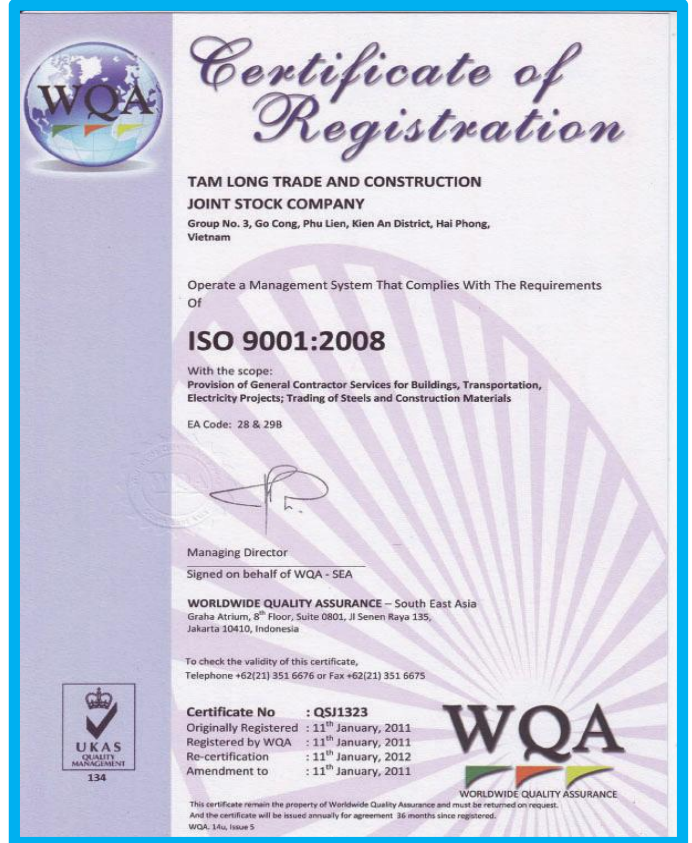 WQA
Certificate of
Registration
TAM LONG TRADE AND CONSTRUCTION
JOINT STOCK COMPANY
Group No. 3, Go Cong, Phu Lien, Kien An District, Hai Phong,
Vietnam
Operate a Management System That Complies With The Requirements
Of
ISO 9001:2008
With the scope:
Provision of General Contractor Services for Buildings, Transportation,
Electricity Projects; Trading of Steels and Construction Materials
EA Code: 28 & 29B
Managing Director
Signed on behalf of WQA - SEA
WORLDWIDE QUALITY ASSURANCE – South East Asia
Graha Atrium, 8th Floor, Suite 0801, Jl Senen Raya 135,
Jakarta 10410, Indonesia
To check the validity of this certificate,
Telephone +62(21) 351 6676 or Fax +62(21) 351 6675
Certificate No : QSJ1323
Originally Registered : 11th January, 2011
Registered by WQA : 11th January, 2011
Re-certification : 11th January, 2012
Amendment to : 11th January, 2011
UKAS
QUALITY
MANAGEMENT
134
WQA
WORLDWIDE QUALITY ASSURANCE
This certificate remain the property of Worldwide Quality Assurance and must be returned on request.
And the certificate will be issued annually for agreement 36 months since registered.
WQA. 14u, Issue 5